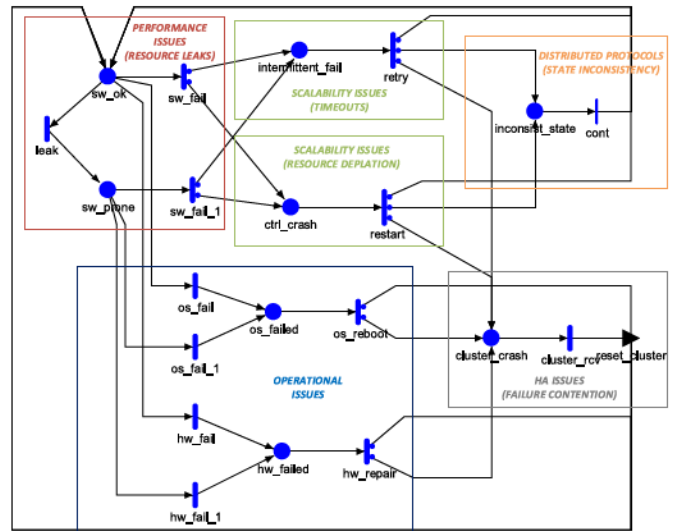 PERFORMANCE
ISSUES
(RESOURCE LEAKS)
sw_ok
sw_fail
leak
sw_prone
sw_fail_1
intermittent_fail
retry
SCALABILITY ISSUES
(TIMEOUTS)
SCALABILITY ISSUES
(RESOURCE DEPLATION)
ctrl_crash
restart
DISTRIBUTED PROTOCOLS
(STATE INCONSISTENCY)
inconsist_state
cont
os_fail
os_failed
os_reboot
os_fail_1
OPERATIONAL
ISSUES
hw_fail
hw_failed
hw_repair
hw_fail_1
cluster_crash
cluster_rcv
reset_cluster
HA ISSUES
(FAILURE CONTENTION)